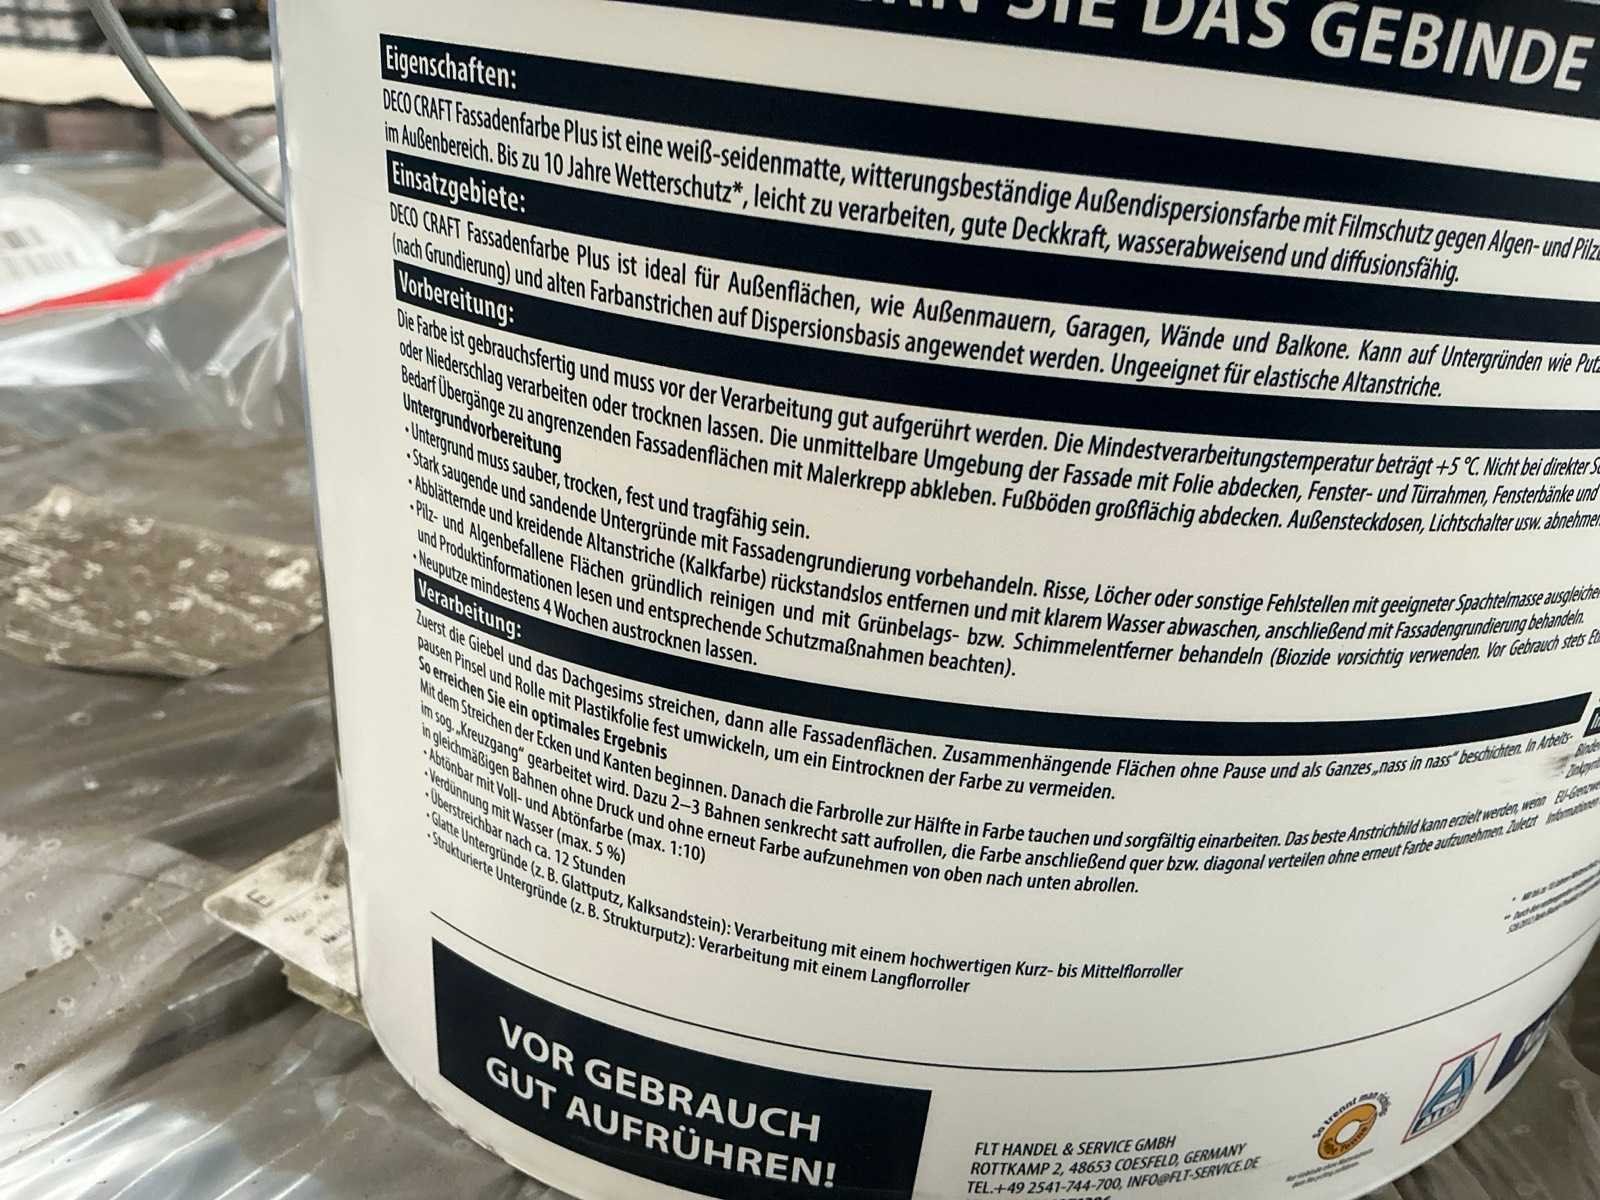 SIE DAS GEBINDE
Eigenschaften:
DECO CRAFT Fassadenfarbe Plus ist eine weiß-seidenmatte, witterungsbeständige Außendispersionsfarbe mit Filmschutz gegen Algen- und Pilz
im Außenbereich. Bis zu 10 Jahre Wetterschutz*, leicht zu verarbeiten, gute Deckkraft, wasserabweisend und diffusionsfähig.
Einsatzgebiete:
DECO CRAFT Fassadenfarbe Plus ist ideal für Außenflächen, wie Außenmauern, Garagen, Wände und Balkone. Kann auf Untergründen wie Putz
(nach Grundierung) und alten Farbanstrichen auf Dispersionsbasis angewendet werden. Ungeeignet für elastische Altanstriche.
Vorbereitung:
Die Farbe ist gebrauchsfertig und muss vor der Verarbeitung gut aufgerührt werden. Die Mindestverarbeitungstemperatur beträgt +5 °C. Nicht bei direkter
oder Niederschlag verarbeiten oder trocknen lassen. Die unmittelbare Umgebung der Fassade mit Folie abdecken, Fenster- und Türrahmen, Fensterbänke und
Bedarf Übergänge zu angrenzenden Fassadenflächen mit Malerkrepp abkleben. Fußböden großflächig abdecken. Außensteckdosen, Lichtschalter usw. abnehmen
Untergrundvorbereitung
• Untergrund muss sauber, trocken, fest und tragfähig sein.
• Stark saugende und sandende Untergründe mit Fassadengrundierung vorbehandeln. Risse, Löcher oder sonstige Fehlstellen mit geeigneter Spachtelmasse ausgleichen
• Abblätternde und kreidende Altanstriche (Kalkfarbe) rückstandslos entfernen und mit klarem Wasser abwaschen, anschließend mit Fassadengrundierung behandeln.
• Pilz- und Algenbefallene Flächen gründlich reinigen und mit Grünbelags- bzw. Schimmelentferner behandeln (Biozide vorsichtig verwenden. Vor Gebrauch stets
und Produktinformationen lesen und entsprechende Schutzmaßnahmen beachten).
• Neuputze mindestens 4 Wochen austrocknen lassen.
Verarbeitung:
Zuerst die Giebel und das Dachgesims streichen, dann alle Fassadenflächen. Zusammenhängende Flächen ohne Pause und als Ganzes „nass in nass“ beschichten. In Arbeits-
pausen Pinsel und Rolle mit Plastikfolie fest umwickeln, um ein Eintrocknen der Farbe zu vermeiden.
So erreichen Sie ein optimales Ergebnis
Mit dem Streichen der Ecken und Kanten beginnen. Danach die Farbrolle zur Hälfte in Farbe tauchen und sorgfältig einarbeiten. Das beste Anstrichbild kann erzielt werden, wenn
im sog. „Kreuzgang“ gearbeitet wird. Dazu 2–3 Bahnen senkrecht satt aufrollen, die Farbe anschließend quer bzw. diagonal verteilen ohne erneut Farbe aufzunehmen. Zuletzt
in gleichmäßigen Bahnen ohne Druck und ohne erneut Farbe aufzunehmen von oben nach unten abrollen.
• Abtönbar mit Voll- und Abtönfarbe (max. 1:10)
• Verdünnung mit Wasser (max. 5 %)
• Überstreichbar nach ca. 12 Stunden
• Glatte Untergründe (z. B. Glattputz, Kalksandstein): Verarbeitung mit einem hochwertigen Kurz- bis Mittelflorroller
• Strukturierte Untergründe (z. B. Strukturputz): Verarbeitung mit einem Langflorroller
VOR GEBRAUCH
GUT AUFRÜHREN!
FLT HANDEL & SERVICE GMBH
ROTTKAMP 2, 48653 COESFELD, GERMANY
TEL.+49 2541-744-700, INFO@FLT-SERVICE.DE
So trennt man richtig